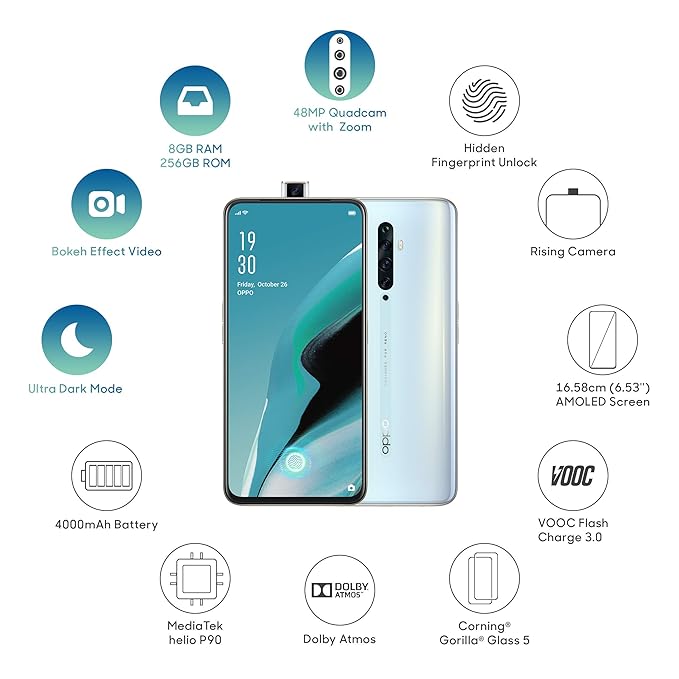 48MP Quadcam
with Zoom
8GB RAM
256GB ROM
Hidden
Fingerprint Unlock
Bokeh Effect Video
Rising Camera
19
30
Friday, October 26
OPPO
Ultra Dark Mode
16.58cm (6.53'')
AMOLED Screen
oppo
4000mAh Battery
VOOC
VOOC Flash
Charge 3.0
MediaTek
helio P90
DOLBY
ATMOS
Dolby Atmos
Corning®
Gorilla® Glass 5